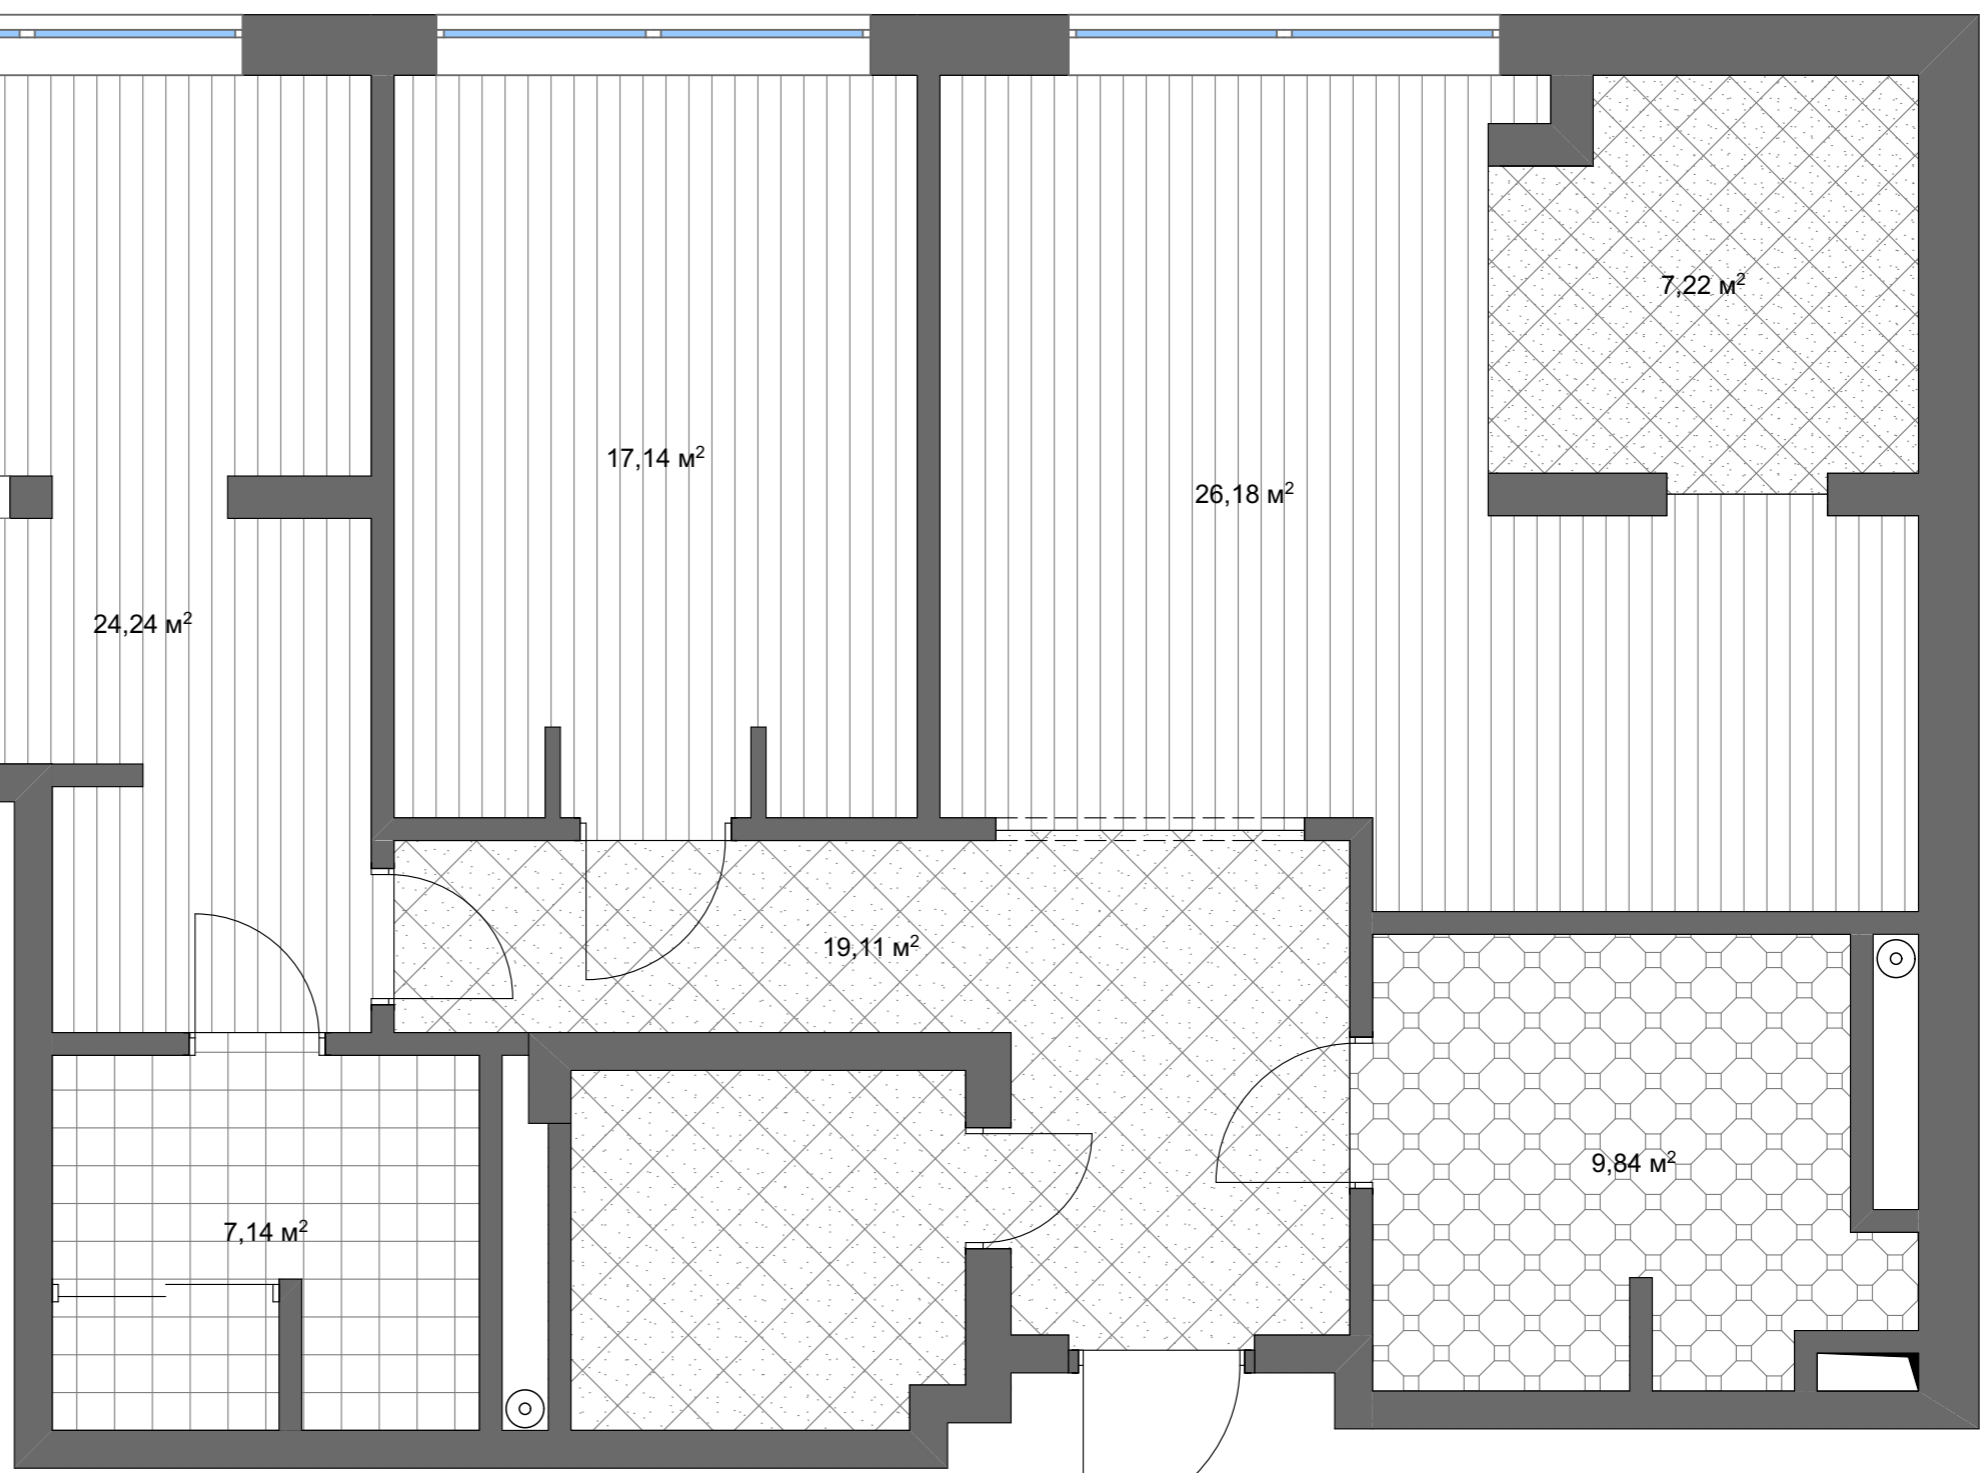 7,22 м²
17,14 м²
26,18 м²
24,24 м²
19,11 м²
9,84 м²
7,14 м²